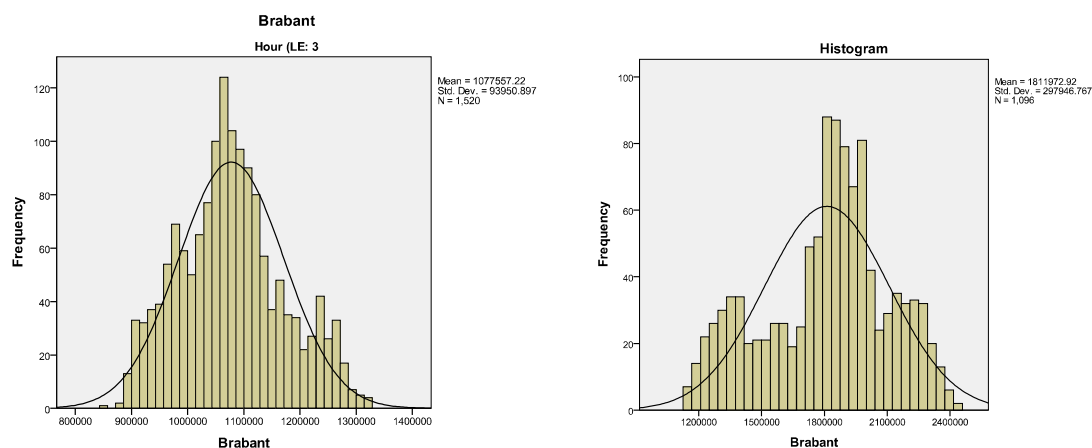 Brabant
Hour (LE: 3
Mean = 1077557.22
Std. Dev. = 93950.897
N = 1,520
Frequency
120
100
80
60
40
20
0
800000 900000 1000000 1100000 1200000 1300000 1400000
Brabant
Histogram
Mean = 1811972.92
Std. Dev. = 297946.767
N = 1,096
Frequency
100
80
60
40
20
0
1200000 1500000 1800000 2100000 2400000
Brabant